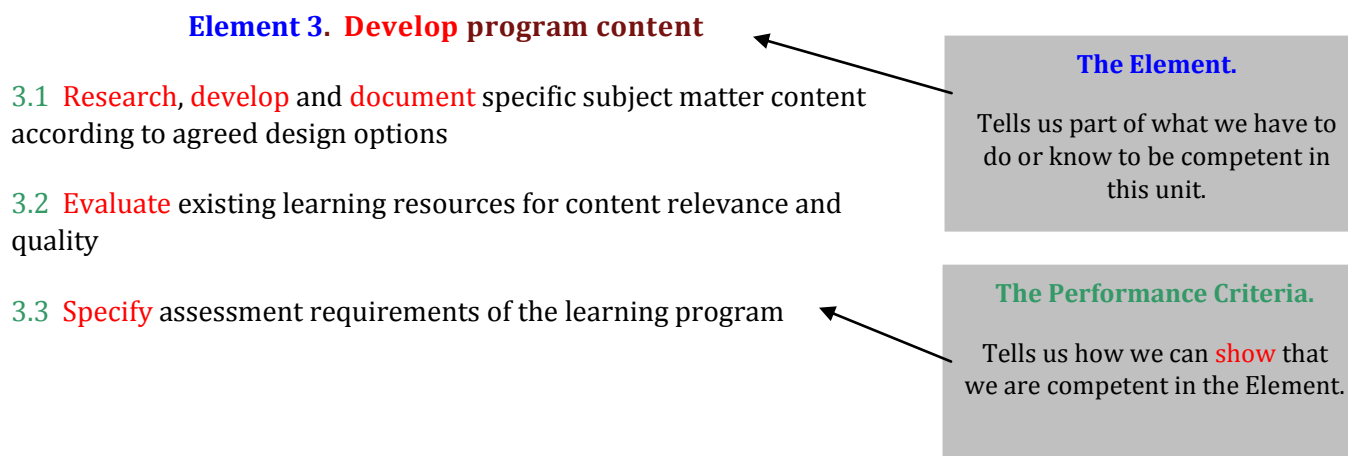 Element 3. Develop program content
3.1 Research, develop and document specific subject matter content
according to agreed design options
3.2 Evaluate existing learning resources for content relevance and
quality
3.3 Specify assessment requirements of the learning program
The Element.
Tells us part of what we have to
do or know to be competent in
this unit.
The Performance Criteria.
Tells us how we can show that
we are competent in the Element.